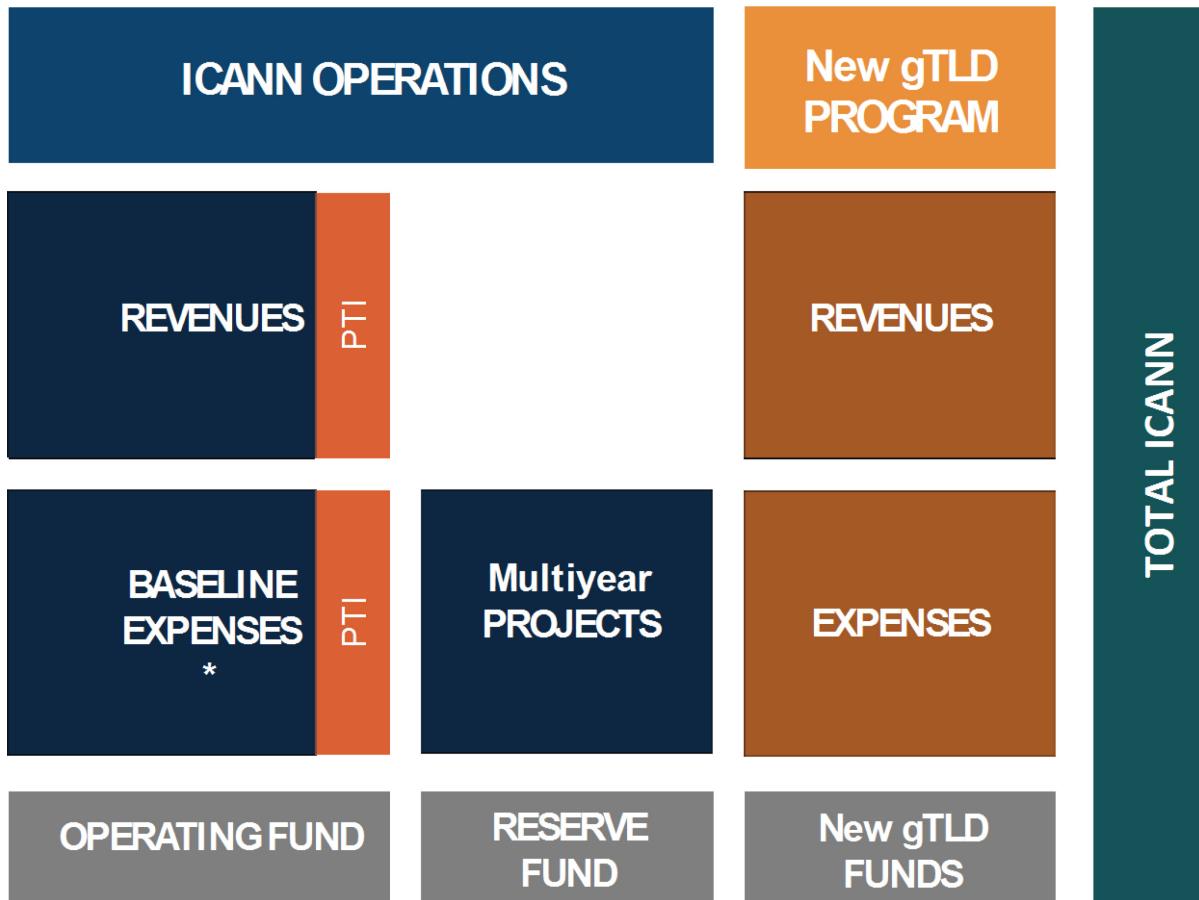 ICANN OPERATIONS
New gTLD
PROGRAM
REVENUES
PTI
REVENUES
BASELINE
EXPENSES
*
PTI
Multiyear
PROJECTS
EXPENSES
OPERATING FUND
RESERVE
FUND
New gTLD
FUNDS
TOTAL ICANN